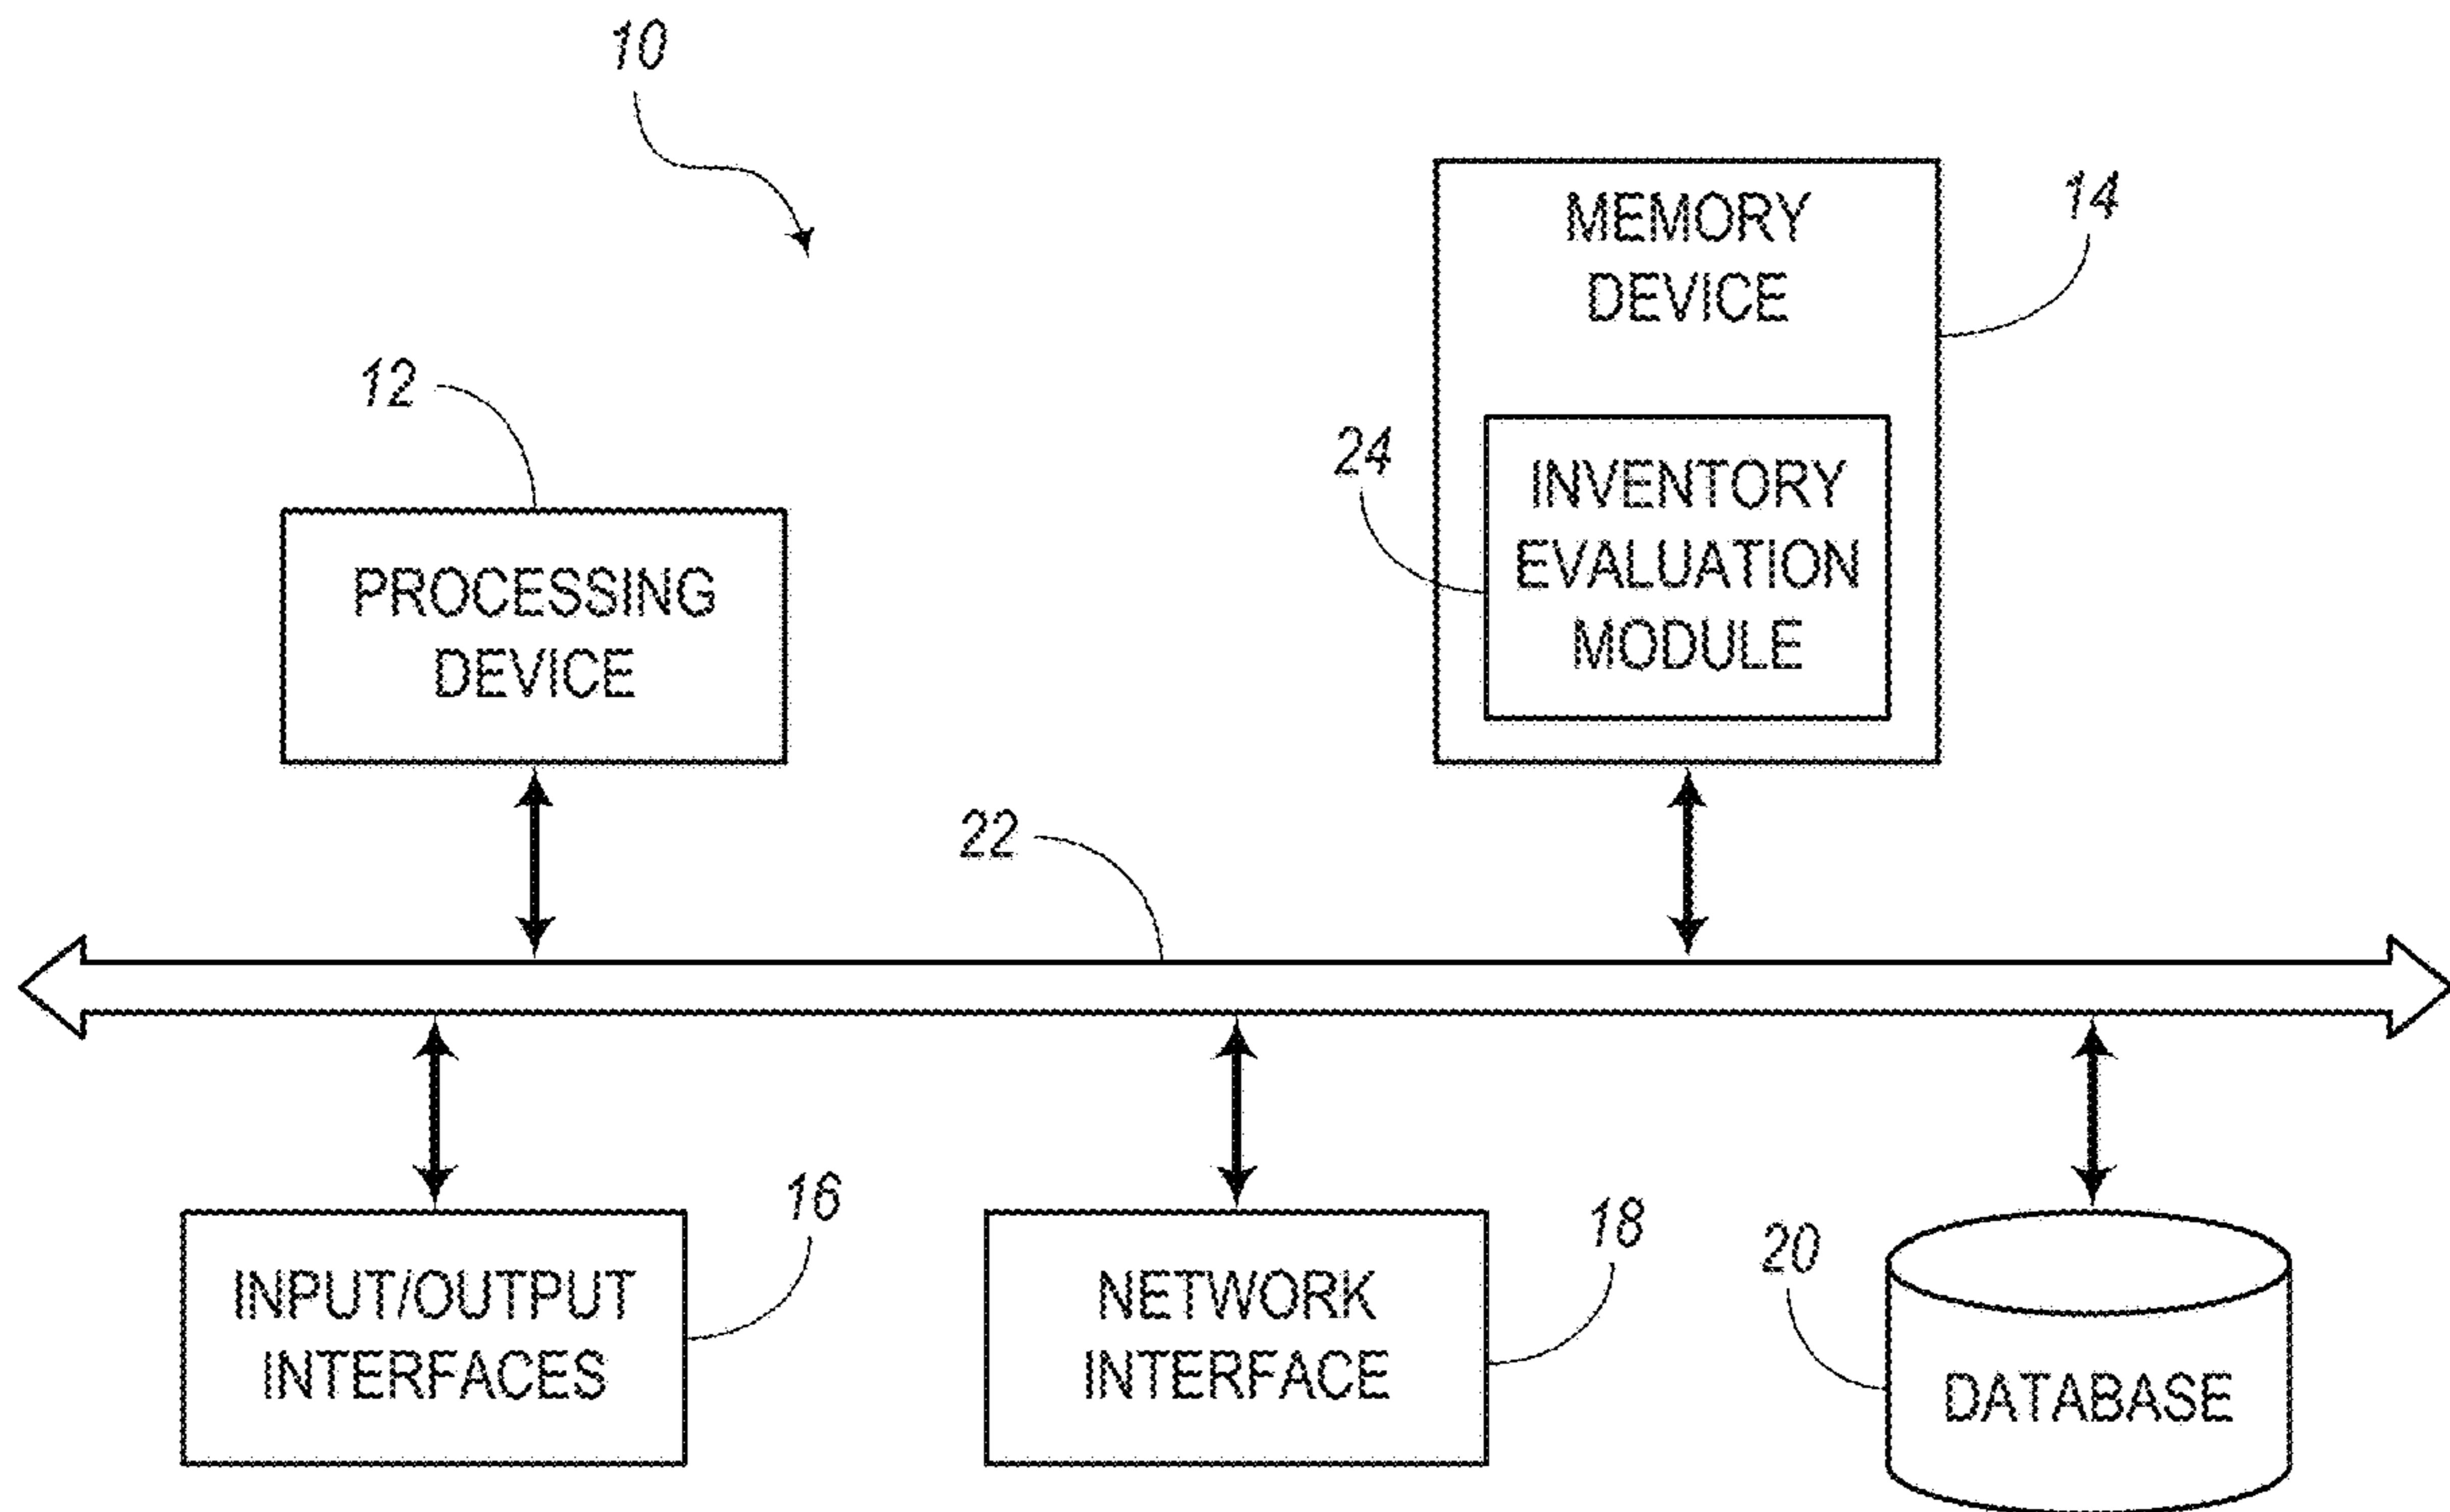 10
MEMORY
DEVICE
14
12
24
INVENTORY
EVALUATION
MODULE
PROCESSING
DEVICE
22
16
18
20
INPUT/OUTPUT
INTERFACES
NETWORK
INTERFACE
DATABASE